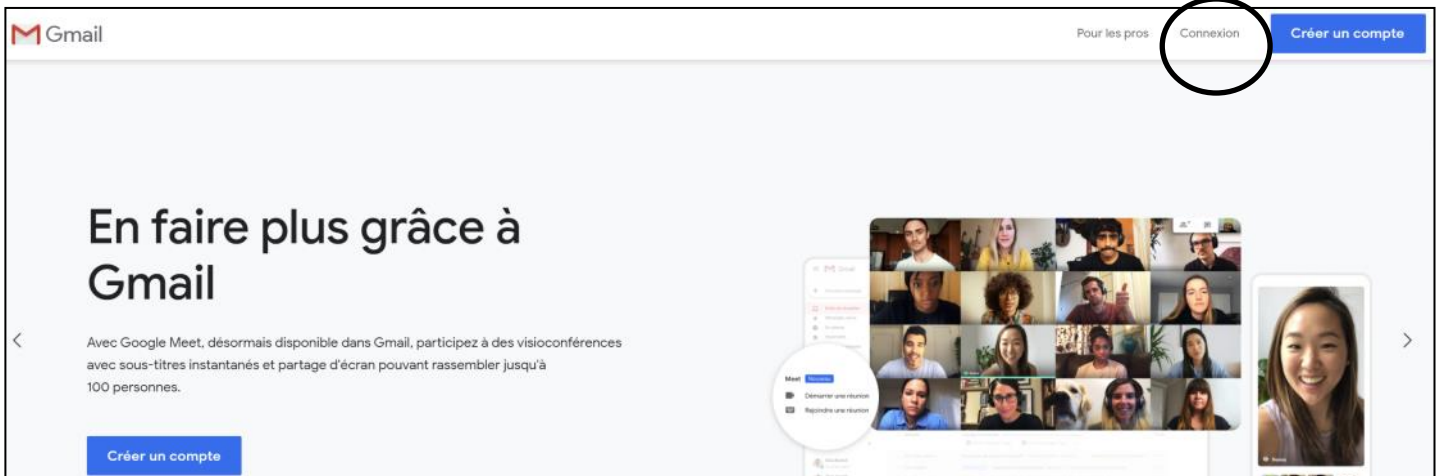 Gmail
Pour les pros
Connexion
Créer un compte
En faire plus grâce à
Gmail
Avec Google Meet, désormais disponible dans Gmail, participez à des visioconférences
avec sous-titres instantanés et partage d'écran pouvant rassembler jusqu'à
100 personnes.
Créer un compte
Gmail
Meet Nouveau
Démarrer une réunion
Rejoindre une réunion